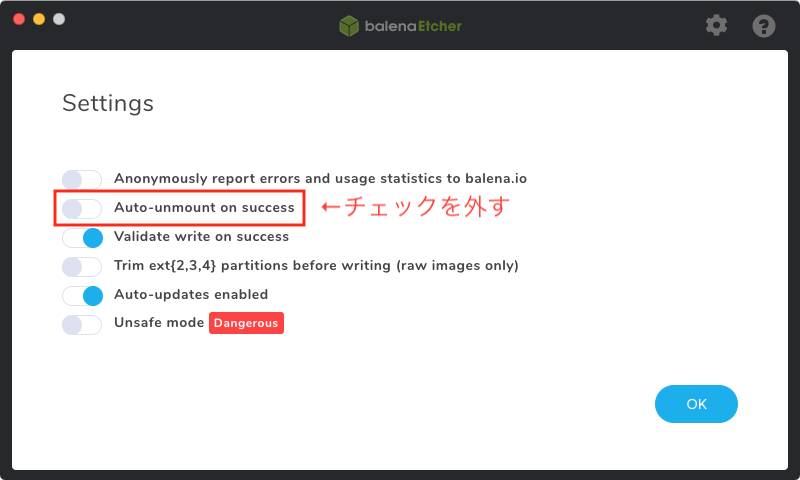 balenaEtcher
Settings
Anonymously report errors and usage statistics to balena.io
Auto-unmount on success ←チェックを外す
Validate write on success
Trim ext{2,3,4} partitions before writing (raw images only)
Auto-updates enabled
Unsafe mode Dangerous
OK